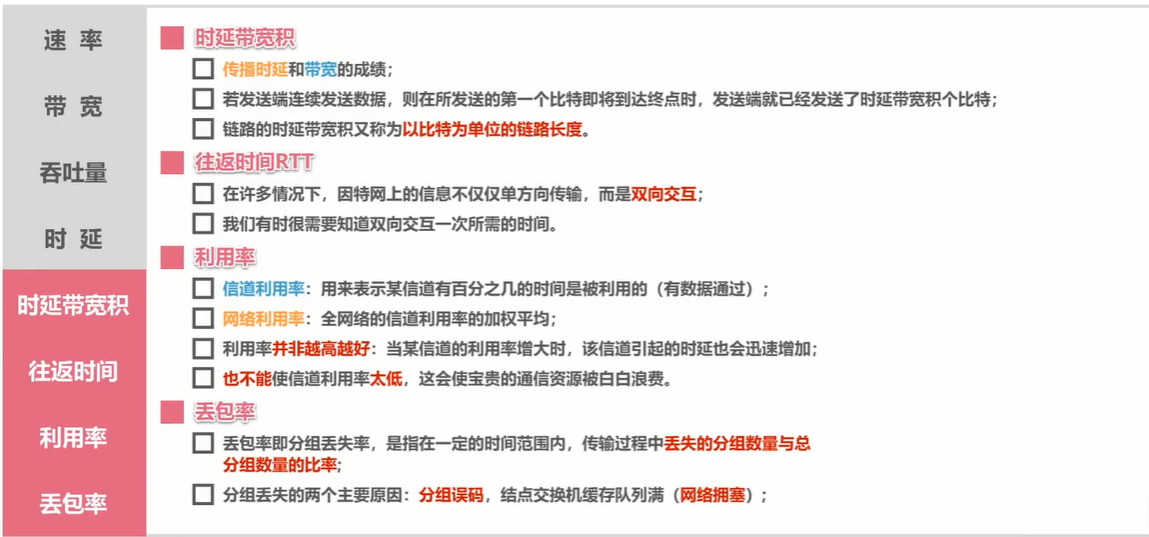 速 率
带 宽
吞吐量
时 延
时延带宽积
往返时间
利用率
丢包率
时延带宽积
传播时延和带宽的成绩；
若发送端连续发送数据，则在所发送的第一个比特即将到达终点时，发送端就已经发送了时延带宽积个比特；
链路的时延带宽积又称为以比特为单位的链路长度。
往返时间RTT
在许多情况下，因特网上的信息不仅仅单方向传输，而是双向交互；
我们有时很需要知道双向交互一次所需的时间。
利用率
信道利用率：用来表示某信道有百分之几的时间是被利用的（有数据通过）；
网络利用率：全网络的信道利用率的加权平均；
利用率并非越高越好：当某信道的利用率增大时，该信道引起的时延也会迅速增加；
也不能使信道利用率太低，这会使宝贵的通信资源被白白浪费。
丢包率
丢包率即分组丢失率，是指在一定的时间范围内，传输过程中丢失的分组数量与总
分组数量的比率；
分组丢失的两个主要原因：分组误码，结点交换机缓存队列满（网络拥塞）；